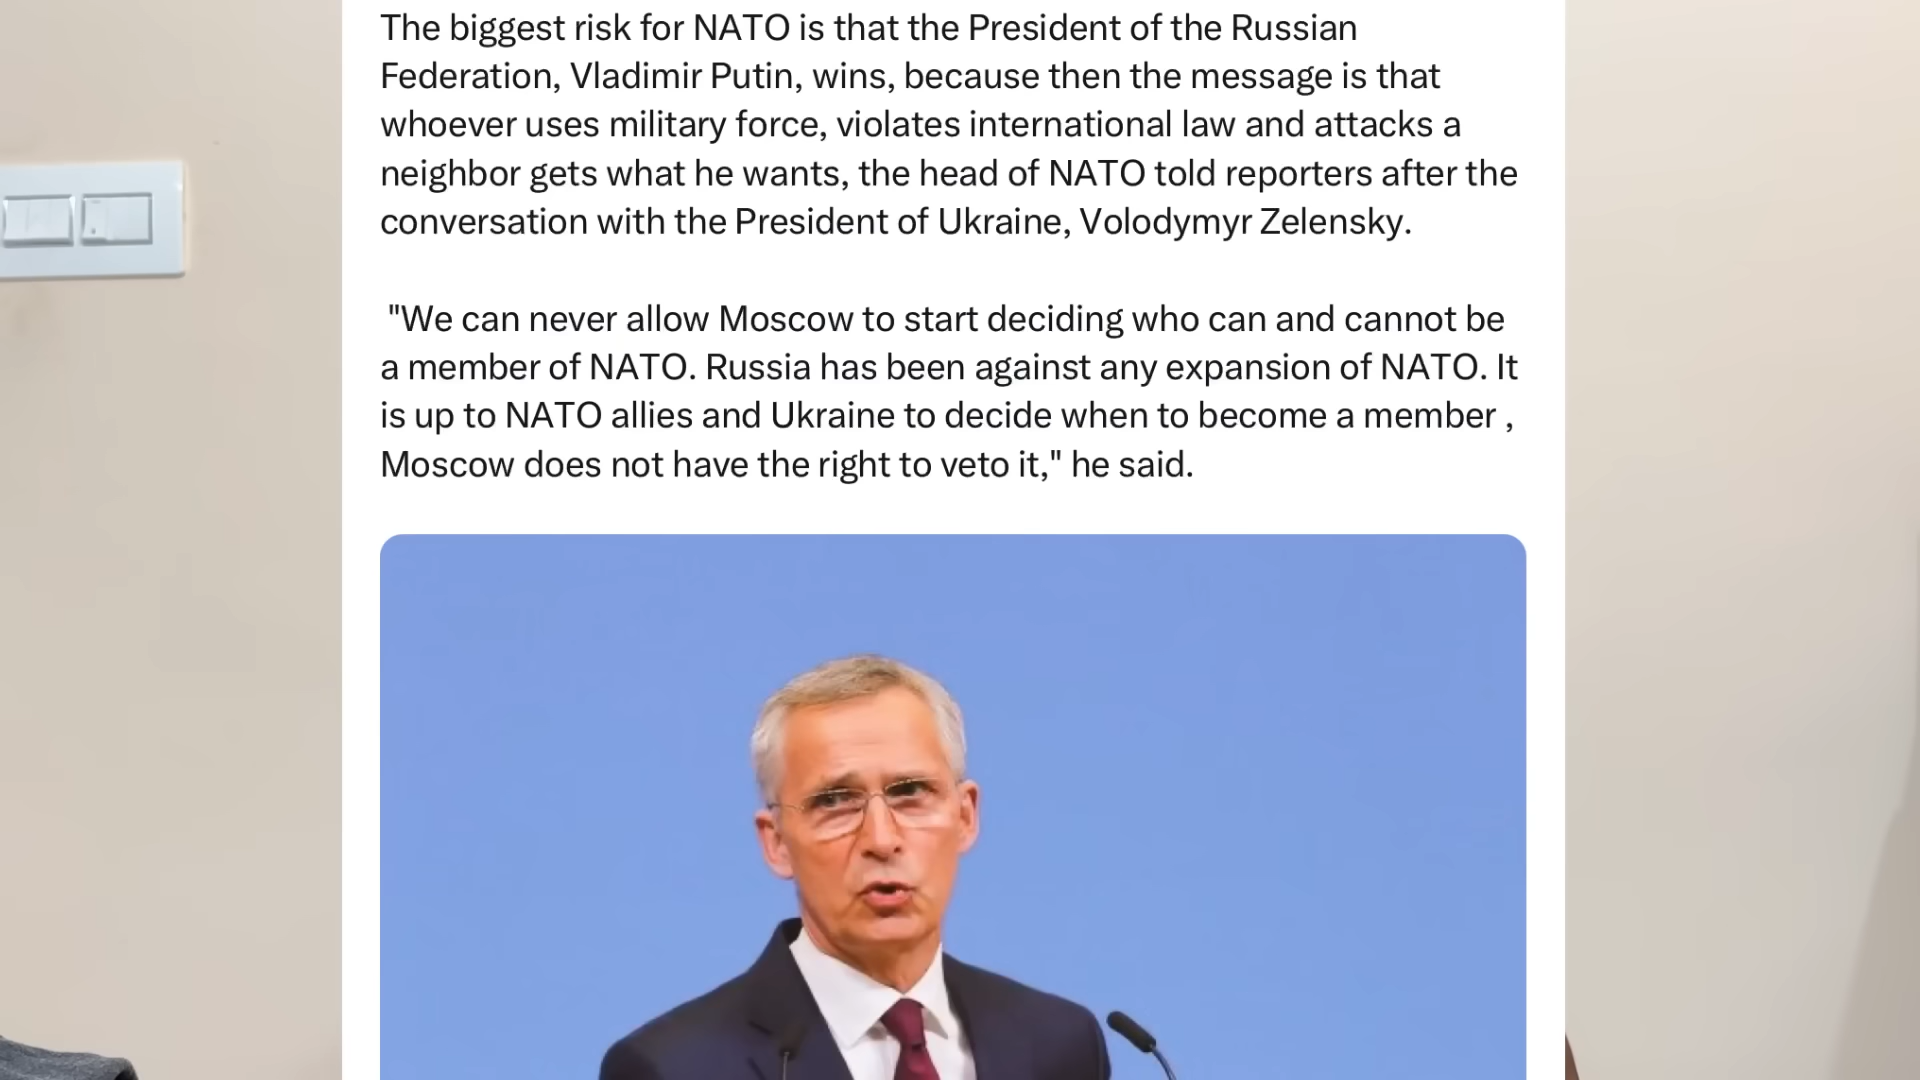 The biggest risk for NATO is that the President of the Russian
Federation, Vladimir Putin, wins, because then the message is that
whoever uses military force, violates international law and attacks a
neighbor gets what he wants, the head of NATO told reporters after the
conversation with the President of Ukraine, Volodymyr Zelensky.
"We can never allow Moscow to start deciding who can and cannot be
a member of NATO. Russia has been against any expansion of NATO. It
is up to NATO allies and Ukraine to decide when to become a member ,
Moscow does not have the right to veto it," he said.